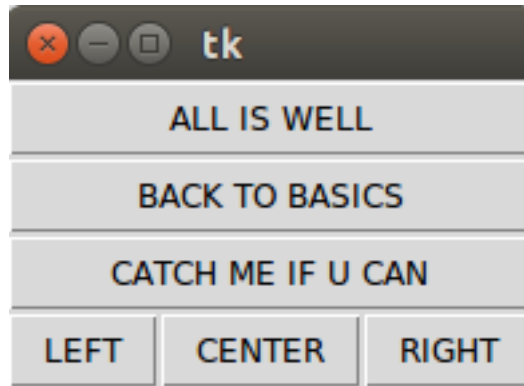 tk
ALL IS WELL
BACK TO BASICS
CATCH ME IF U CAN
LEFT CENTER RIGHT